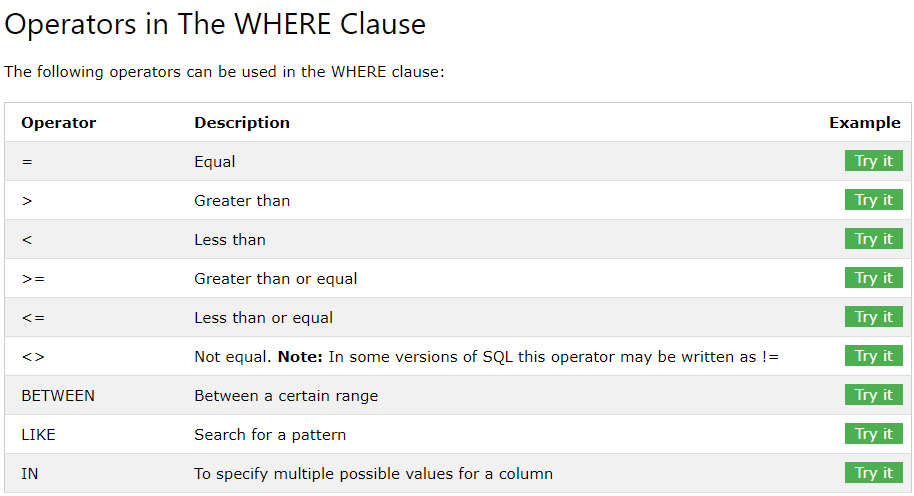 Operators in The WHERE Clause
The following operators can be used in the WHERE clause:
Operator Description Example
= Equal Try it
> Greater than Try it
< Less than Try it
>= Greater than or equal Try it
<= Less than or equal Try it
<> Not equal. Note: In some versions of SQL this operator may be written as != Try it
BETWEEN Between a certain range Try it
LIKE Search for a pattern Try it
IN To specify multiple possible values for a column Try it